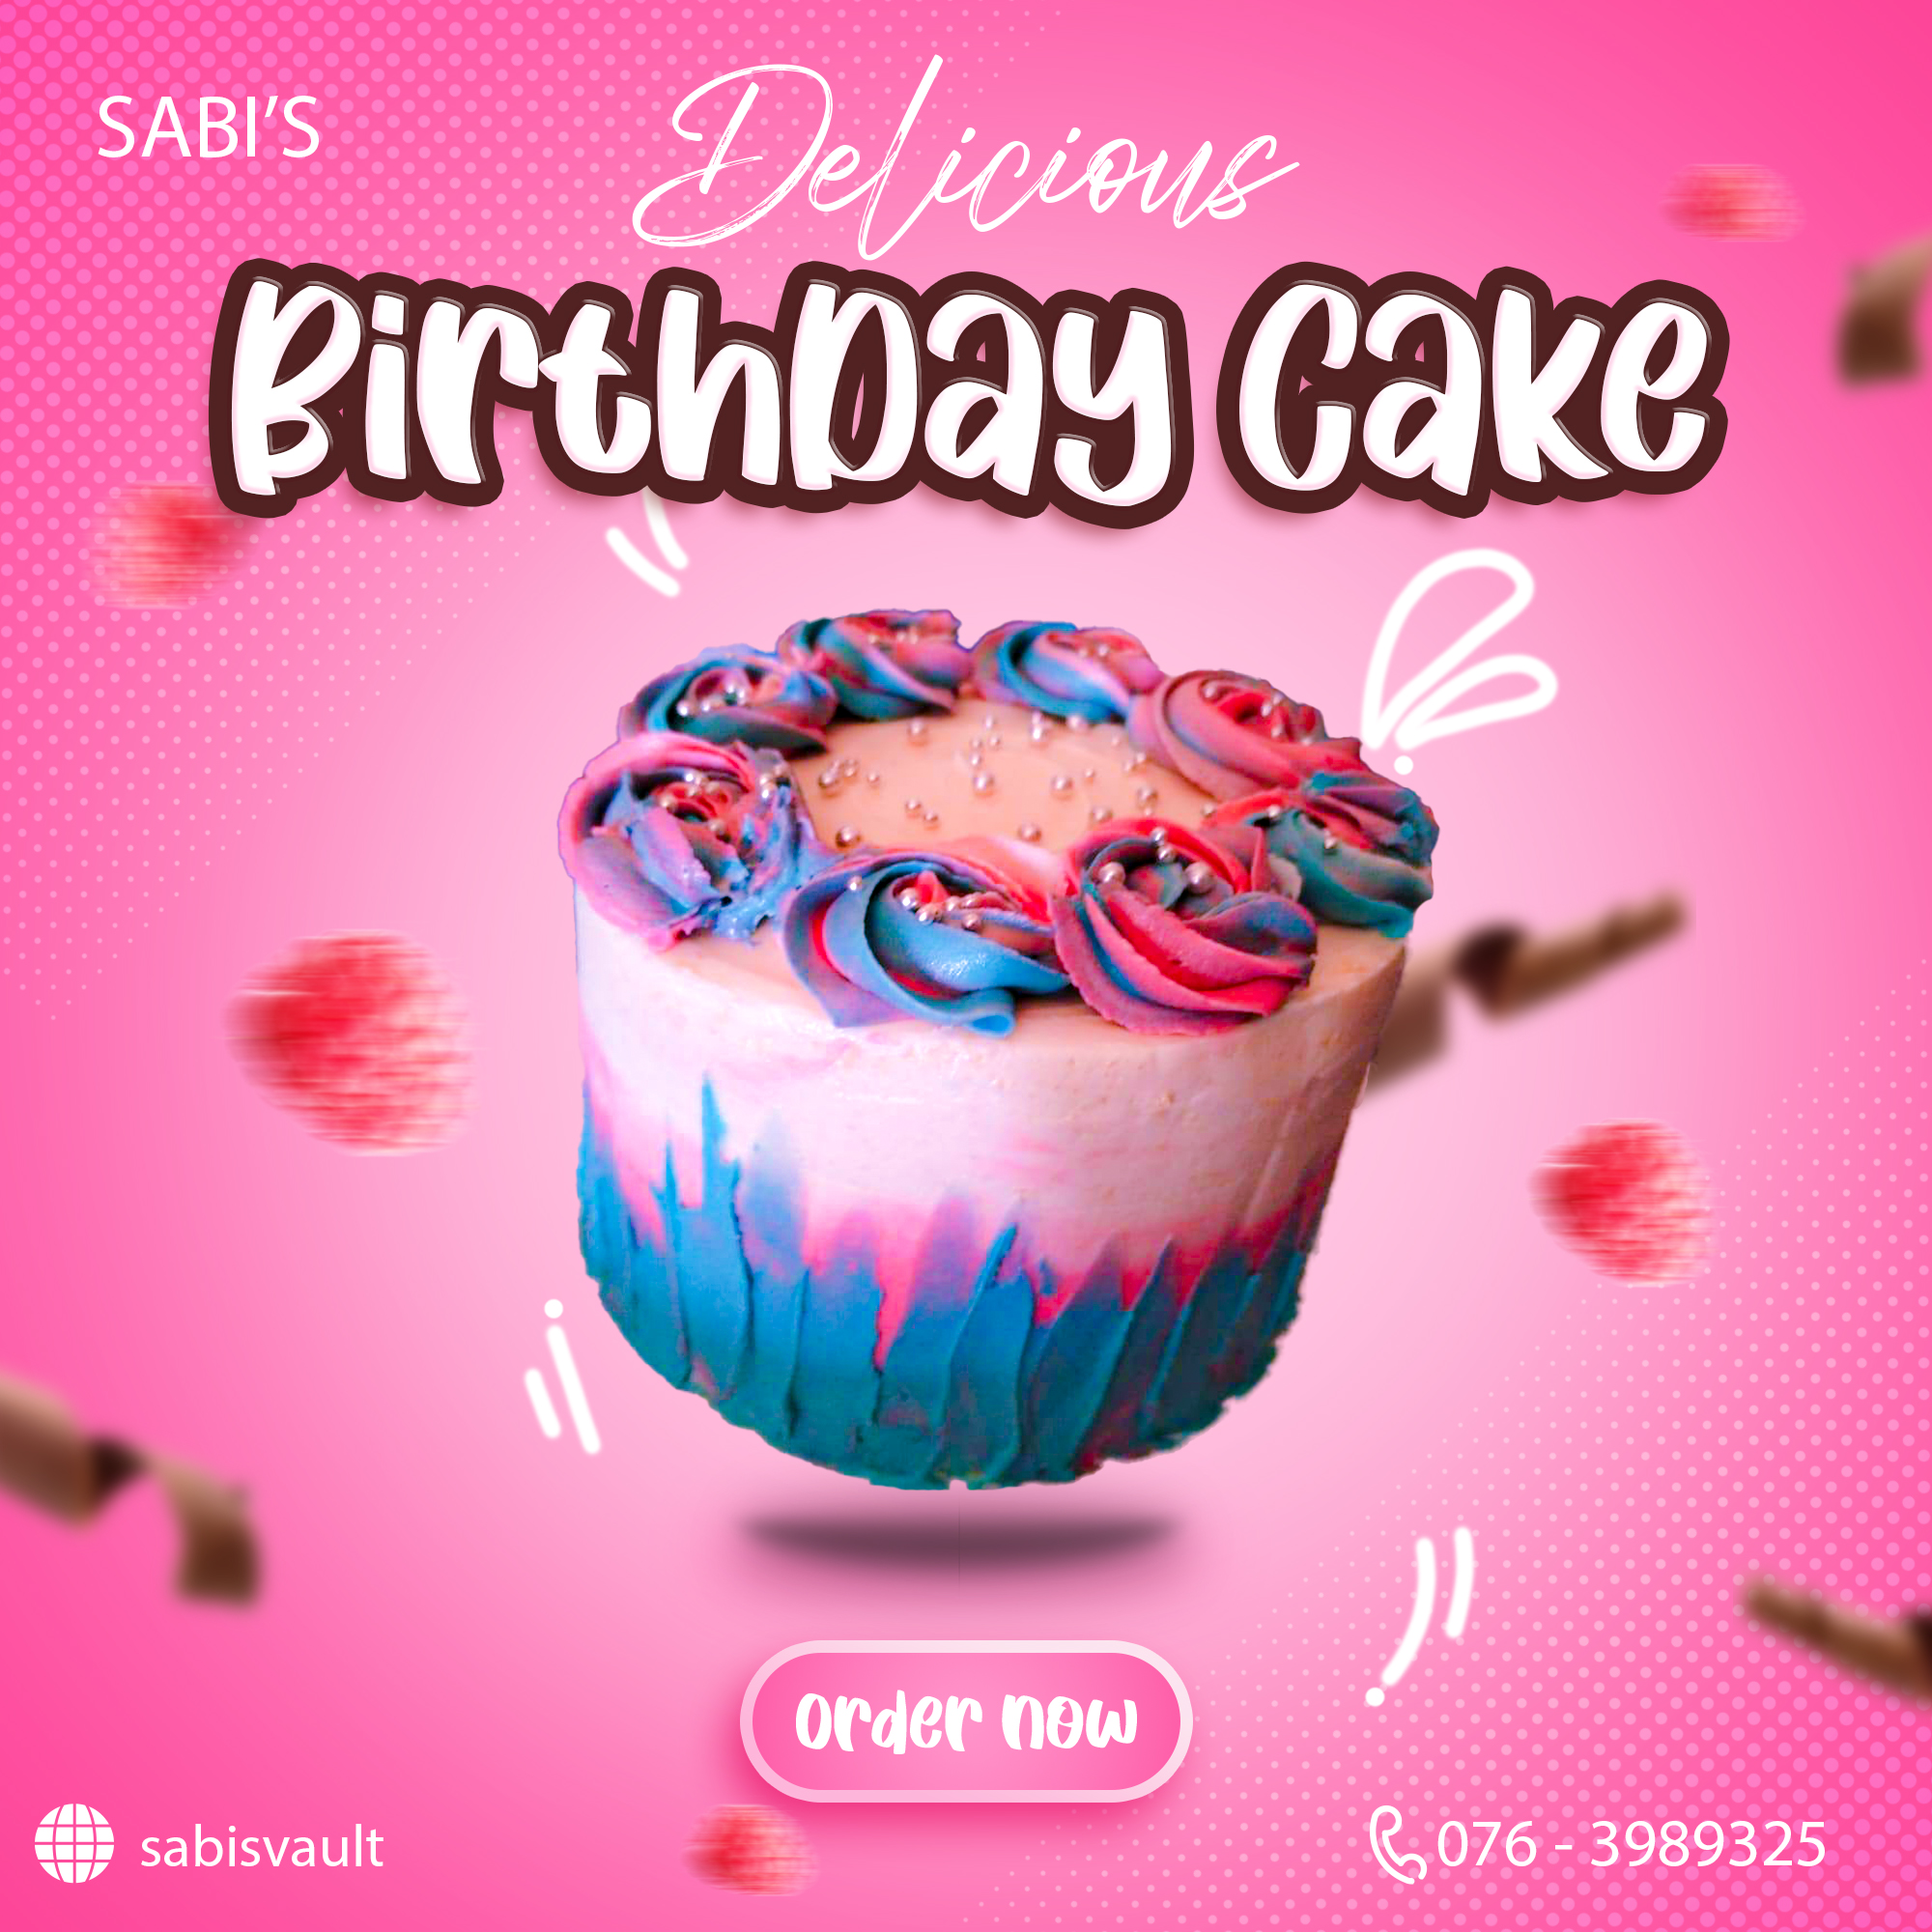 SABI'S
Delicious
BirthDay Cake
order now
sabisvault
076 - 3989325